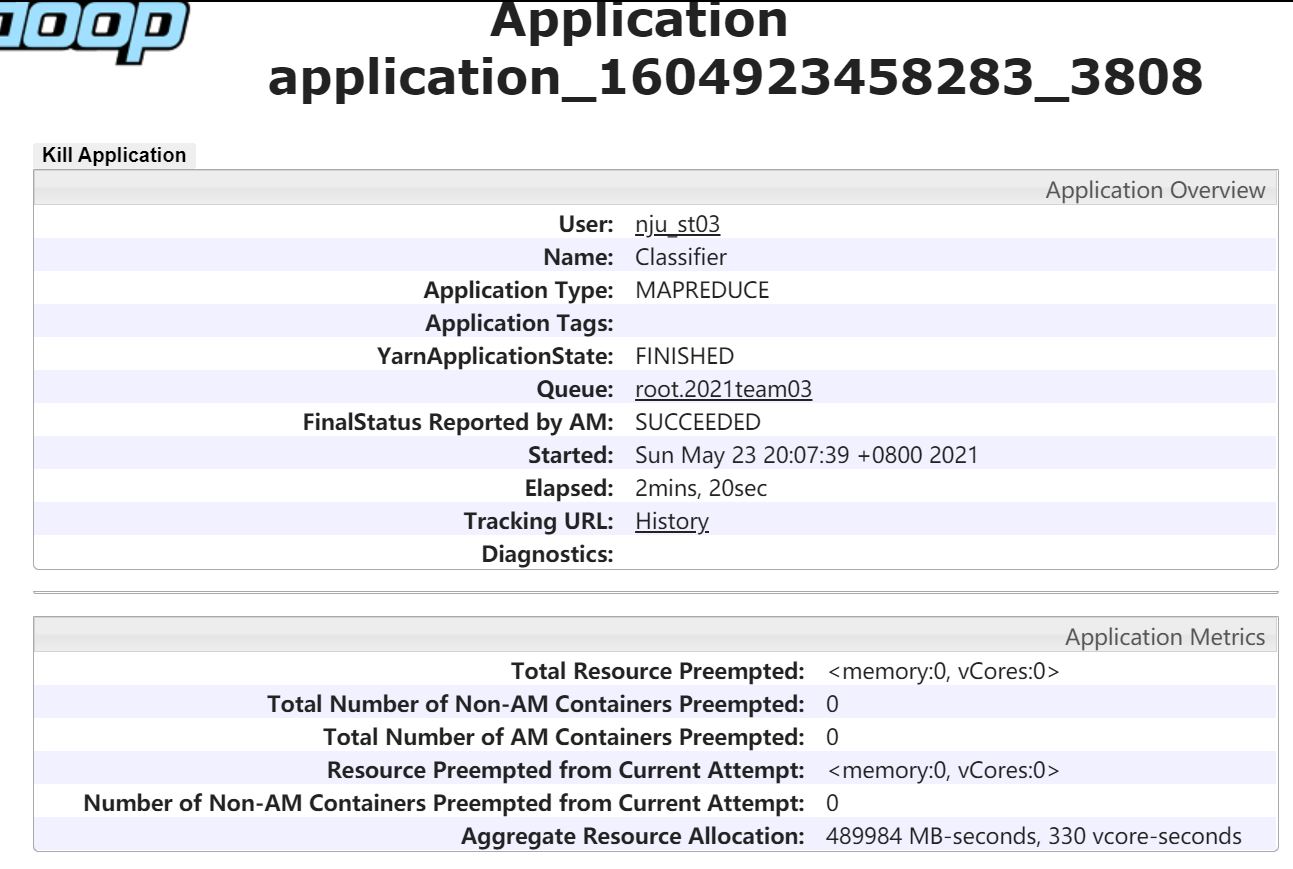 Application
application_1604923458283_3808
Kill Application
Application Overview
User: nju_st03
Name: Classifier
Application Type: MAPREDUCE
Application Tags:
YarnApplicationState: FINISHED
Queue: root.2021team03
FinalStatus Reported by AM: SUCCEEDED
Started: Sun May 23 20:07:39 +0800 2021
Elapsed: 2mins, 20sec
Tracking URL: History
Diagnostics:
Application Metrics
Total Resource Preempted: <memory:0, vCores:0>
Total Number of Non-AM Containers Preempted: 0
Total Number of AM Containers Preempted: 0
Resource Preempted from Current Attempt: <memory:0, vCores:0>
Number of Non-AM Containers Preempted from Current Attempt: 0
Aggregate Resource Allocation: 489984 MB-seconds, 330 vcore-seconds